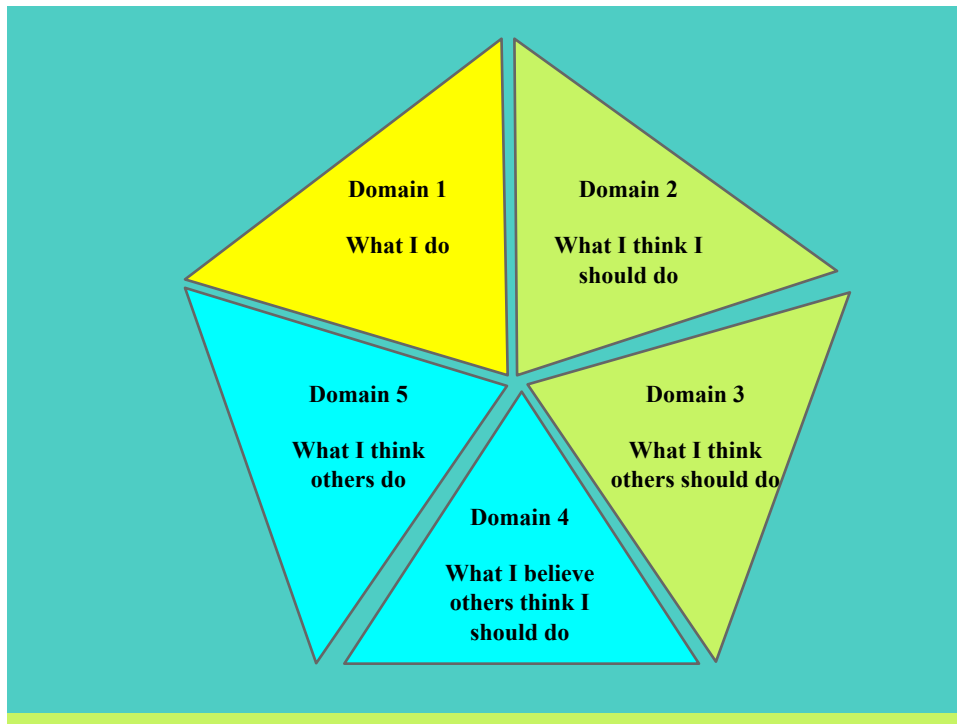 Domain 1
What I do
Domain 2
What I think I
should do
Domain 3
What I think
others should do
Domain 4
What I believe
others think I
should do
Domain 5
What I think
others do